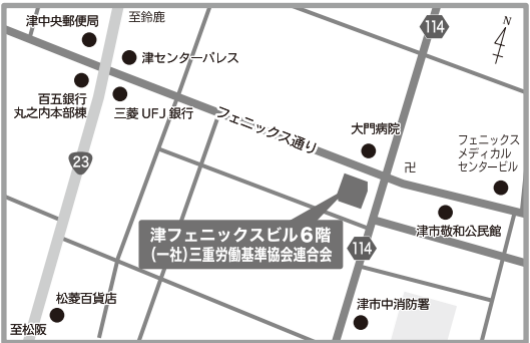 津中央郵便局
至鈴鹿
津センターパレス
百五銀行
丸之内本部棟
三菱UFJ銀行
フェニックス通り
114
N
大門病院
卍
フェニックス
メディカル
センタービル
23
津フェニックスビル6階
(一社)三重労働基準協会連合会
114
津市敬和公民館
松菱百貨店
至松阪
津市中消防署